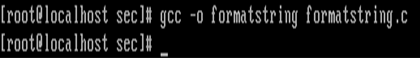 [root@localhost sec]# gcc -o formatstring formatstring.c
[root@localhost sec]# _